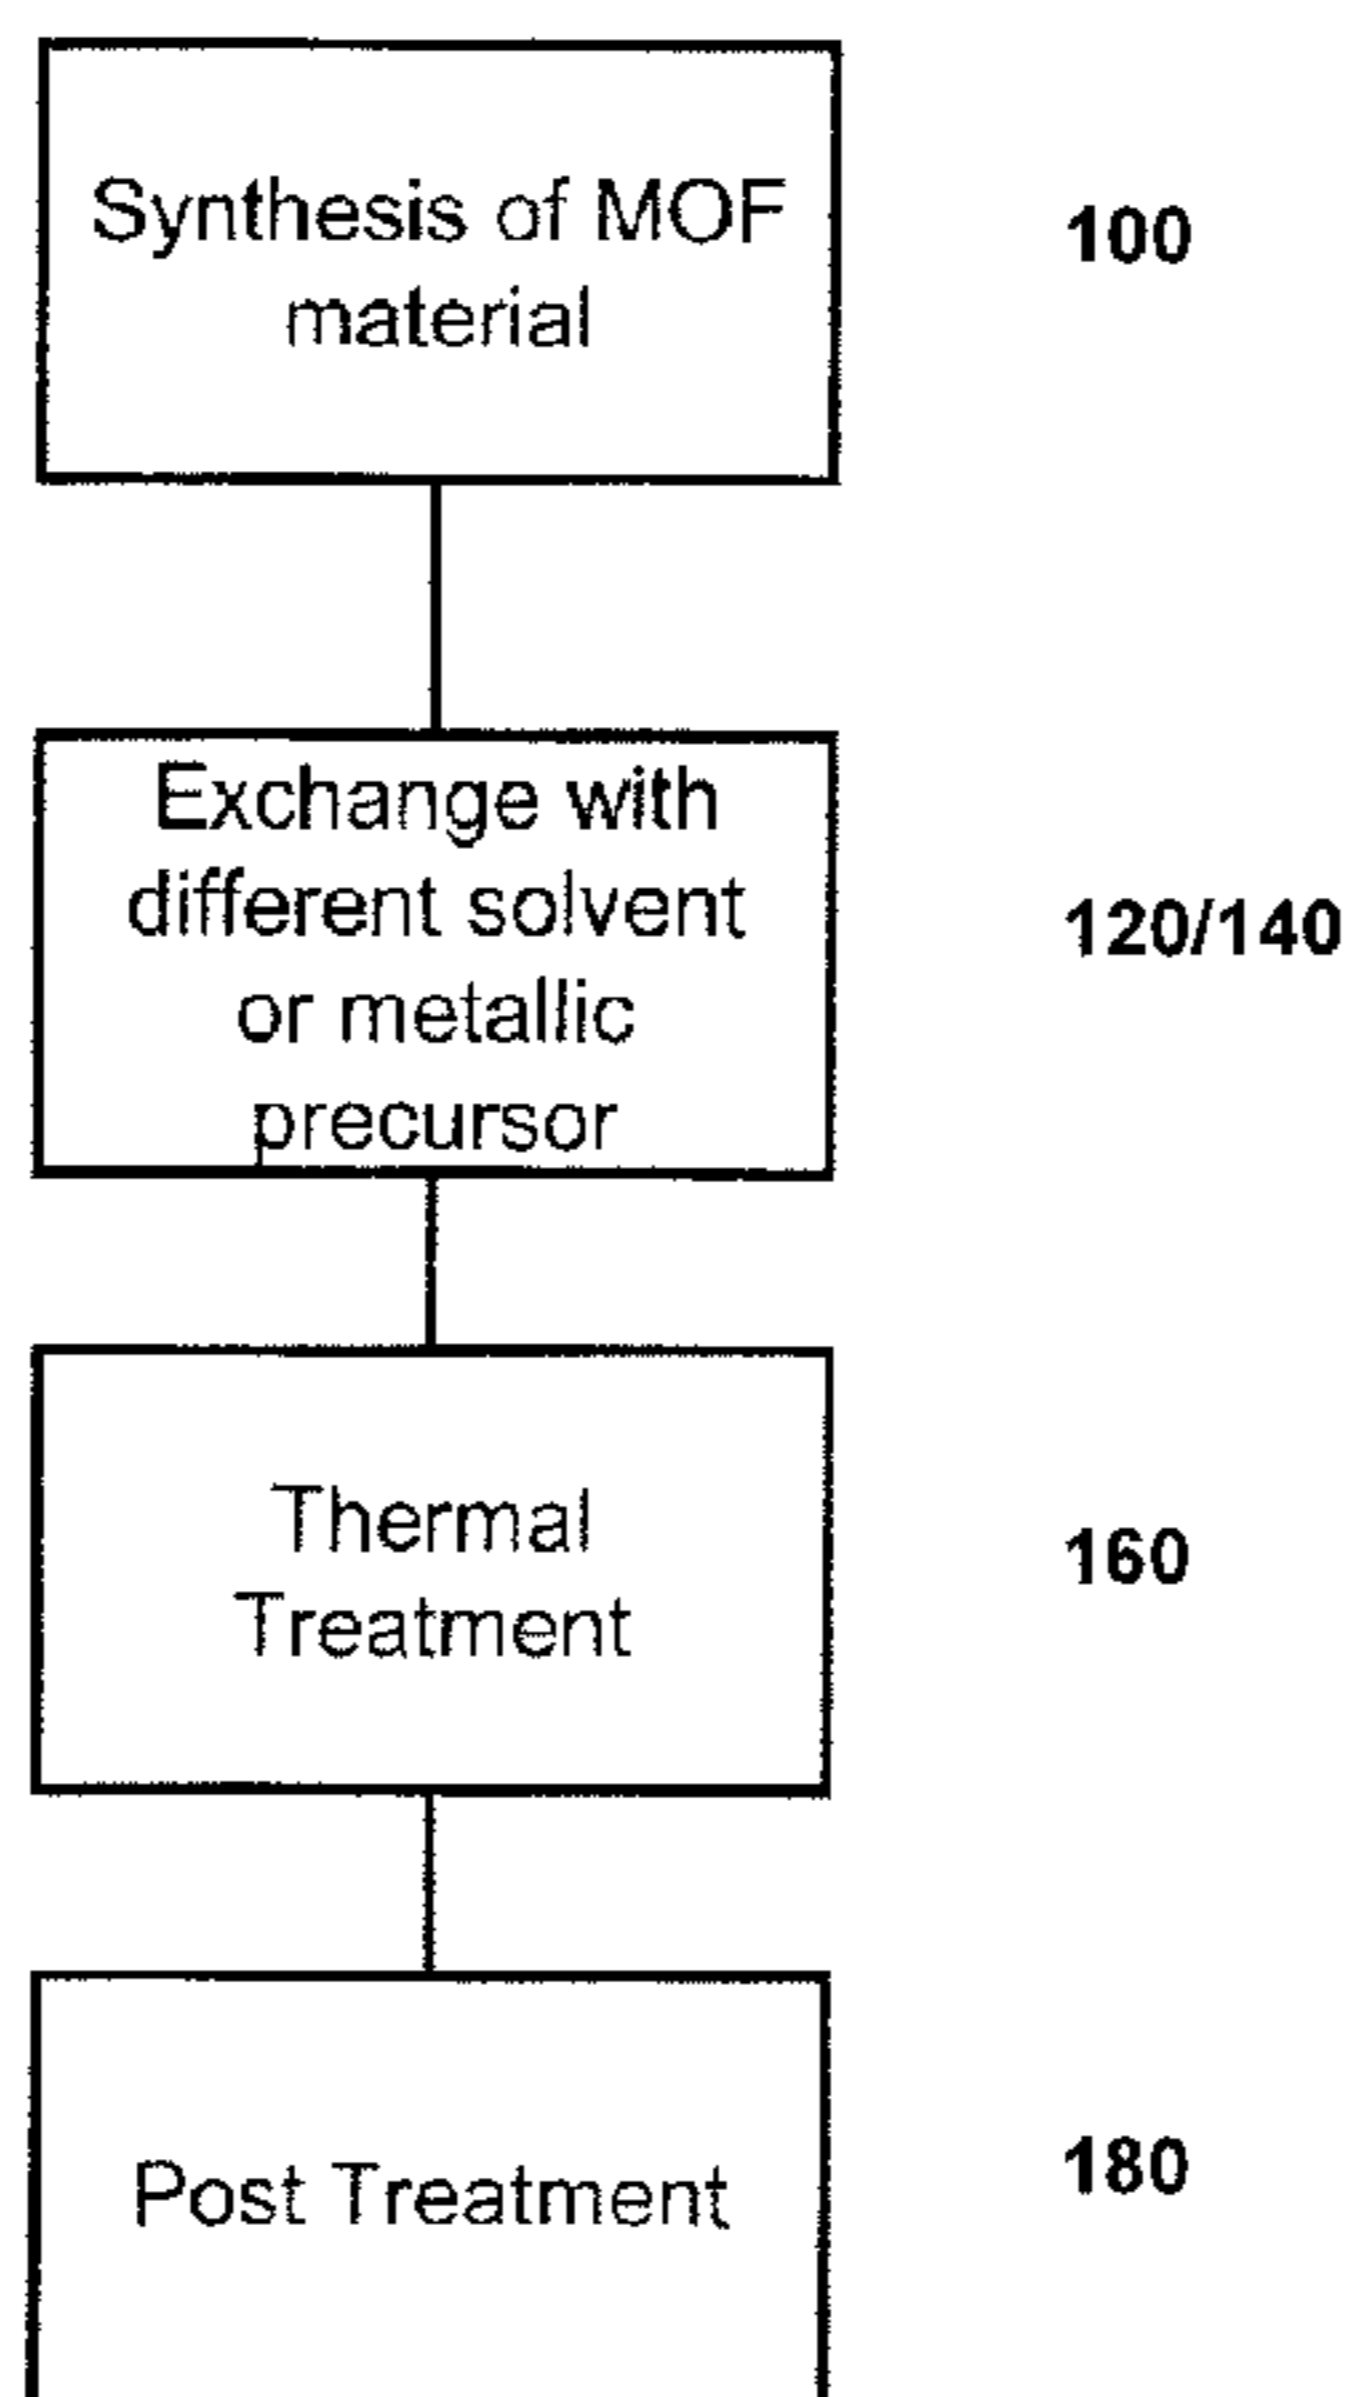 Synthesis of MOF
material
100
Exchange with
different solvent
or metallic
precursor
120/140
Thermal
Treatment
160
Post Treatment
180